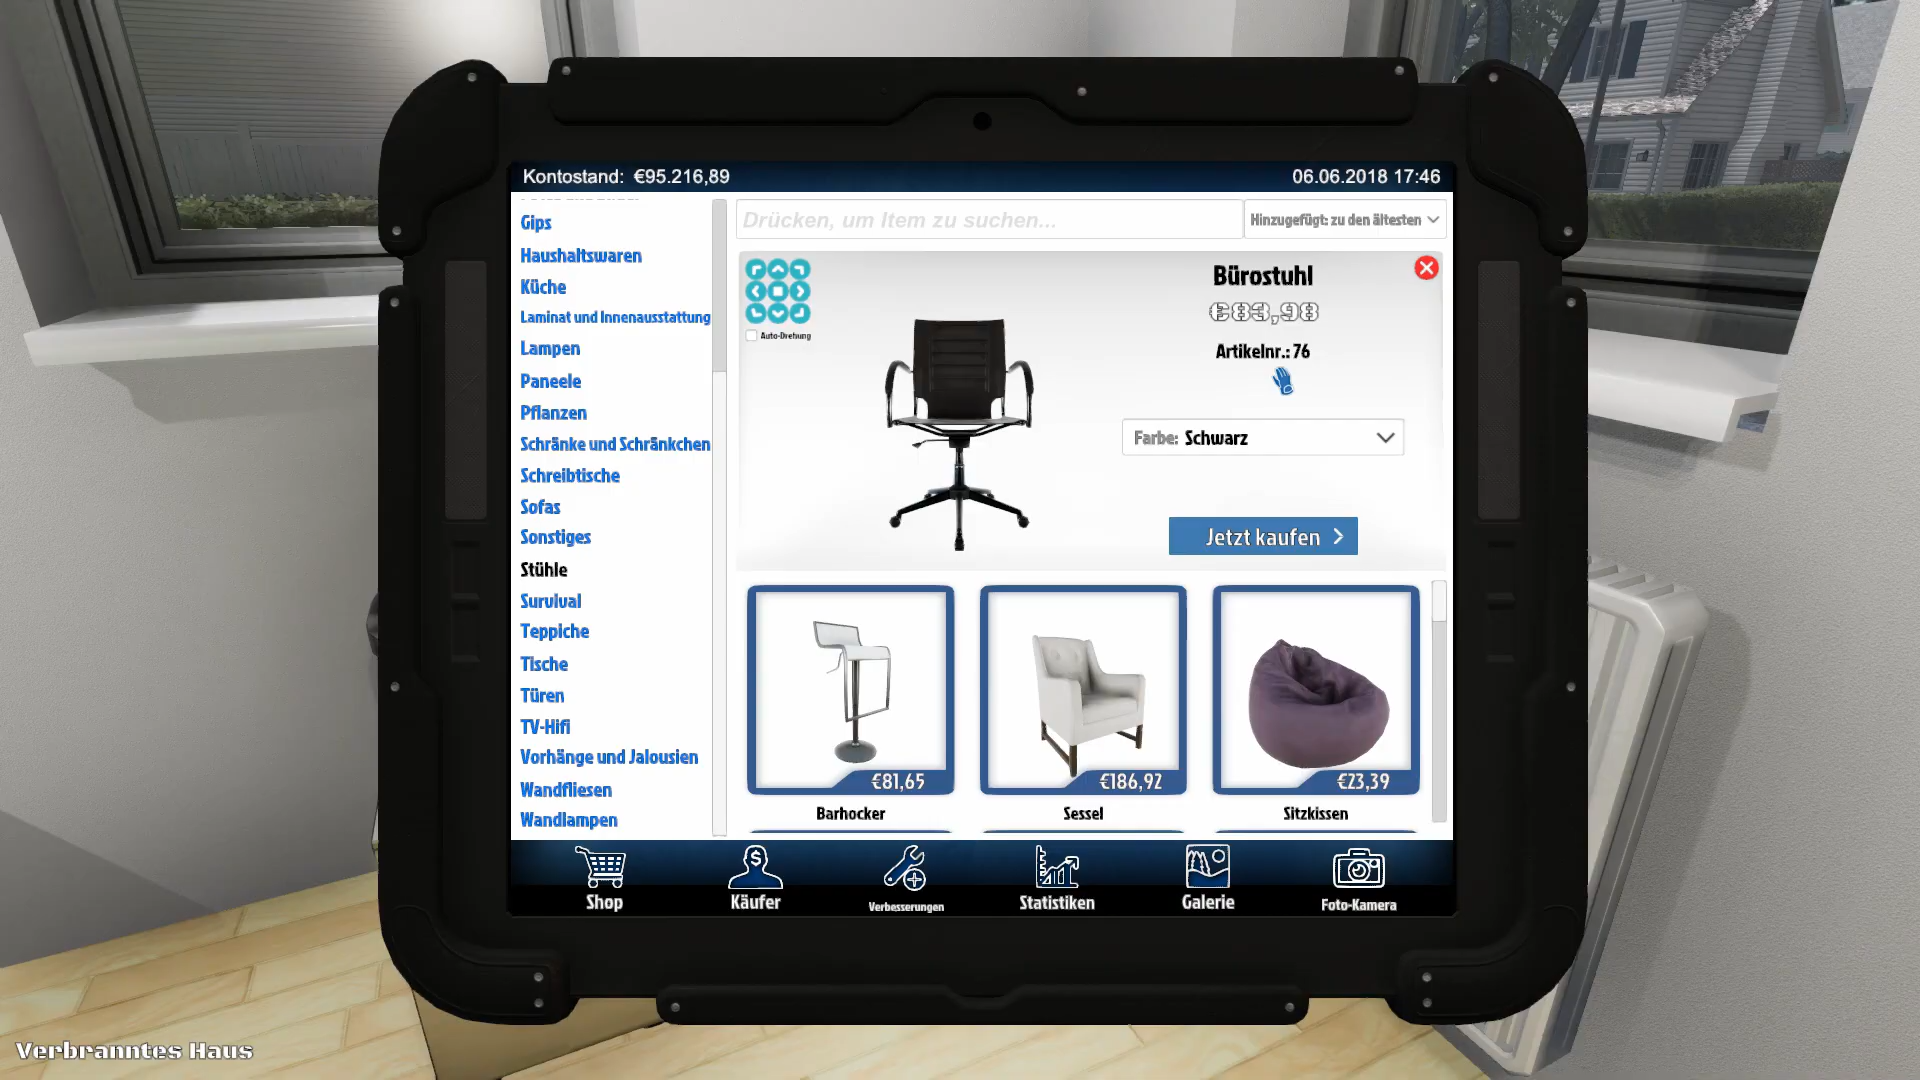 Kontostand: €95.216,89
06.06.2018 17:46
Gips
Haushaltswaren
Küche
Laminat und Innenausstattung
Lampen
Paneele
Pflanzen
Schränke und Schränkchen
Schreibtische
Sofas
Sonstiges
Stühle
Survival
Teppiche
Tische
Türen
TV-Hifi
Vorhänge und Jalousien
Wandfliesen
Wandlampen
Drücken, um Item zu suchen...
Hinzugefügt: zu den ältesten
Auto-Drehung
Bürostuhl
€83,98
Artikelnr.: 76
Farbe: Schwarz
Jetzt kaufen
€81,65
€186,92
€23,39
Barhocker
Sessel
Sitzkissen
Shop
Käufer
Verbesserungen
Statistiken
Galerie
Foto-Kamera
Verbranntes Haus